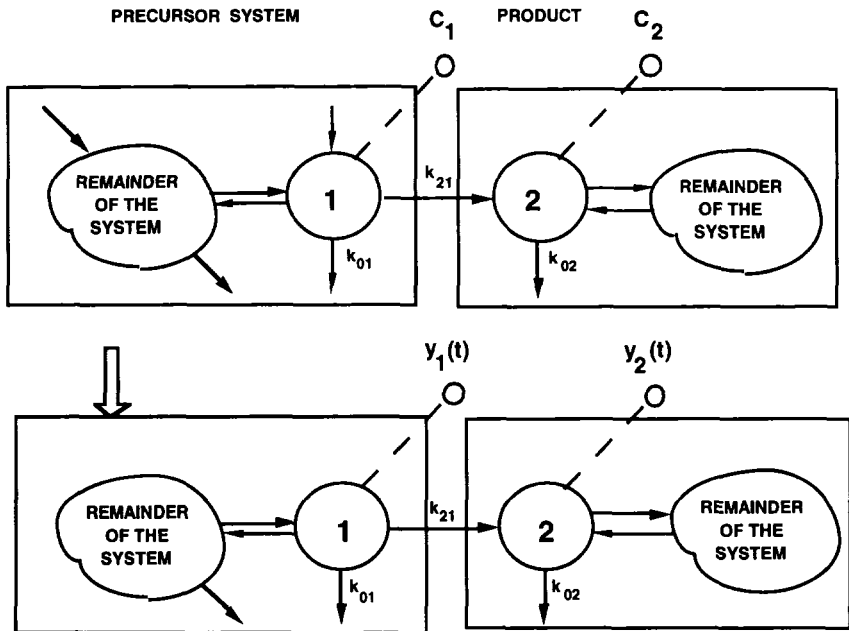 PRECURSOR SYSTEM
PRODUCT
C1
C2
REMAINDER
OF THE
SYSTEM
1
k21
2
REMAINDER
OF THE
SYSTEM
k01
k02
y1(t)
y2(t)
REMAINDER
OF THE
SYSTEM
1
k21
2
REMAINDER
OF THE
SYSTEM
k01
k02